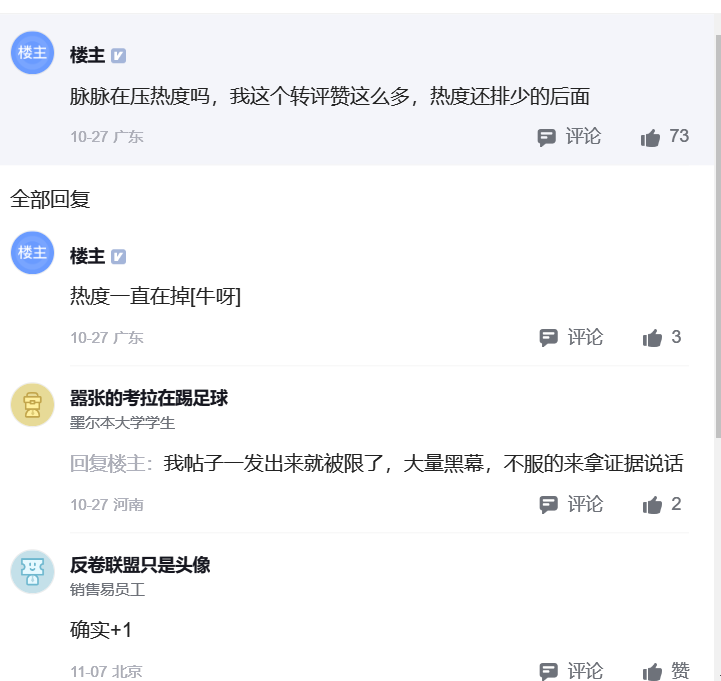 楼主
楼主
脉脉在压热度吗，我这个转评赞这么多，热度还排少的后面
10-27 广东
评论
73
全部回复
楼主
楼主
热度一直在掉[牛呀]
10-27 广东
评论
3
嚣张的考拉在踢足球
墨尔本大学学生
回复楼主：我帖子一发出来就被限了，大量黑幕，不服的来拿证据说话
10-27 河南
评论
2
反卷联盟只是头像
销售易员工
确实+1
11-07 北京
评论
赞